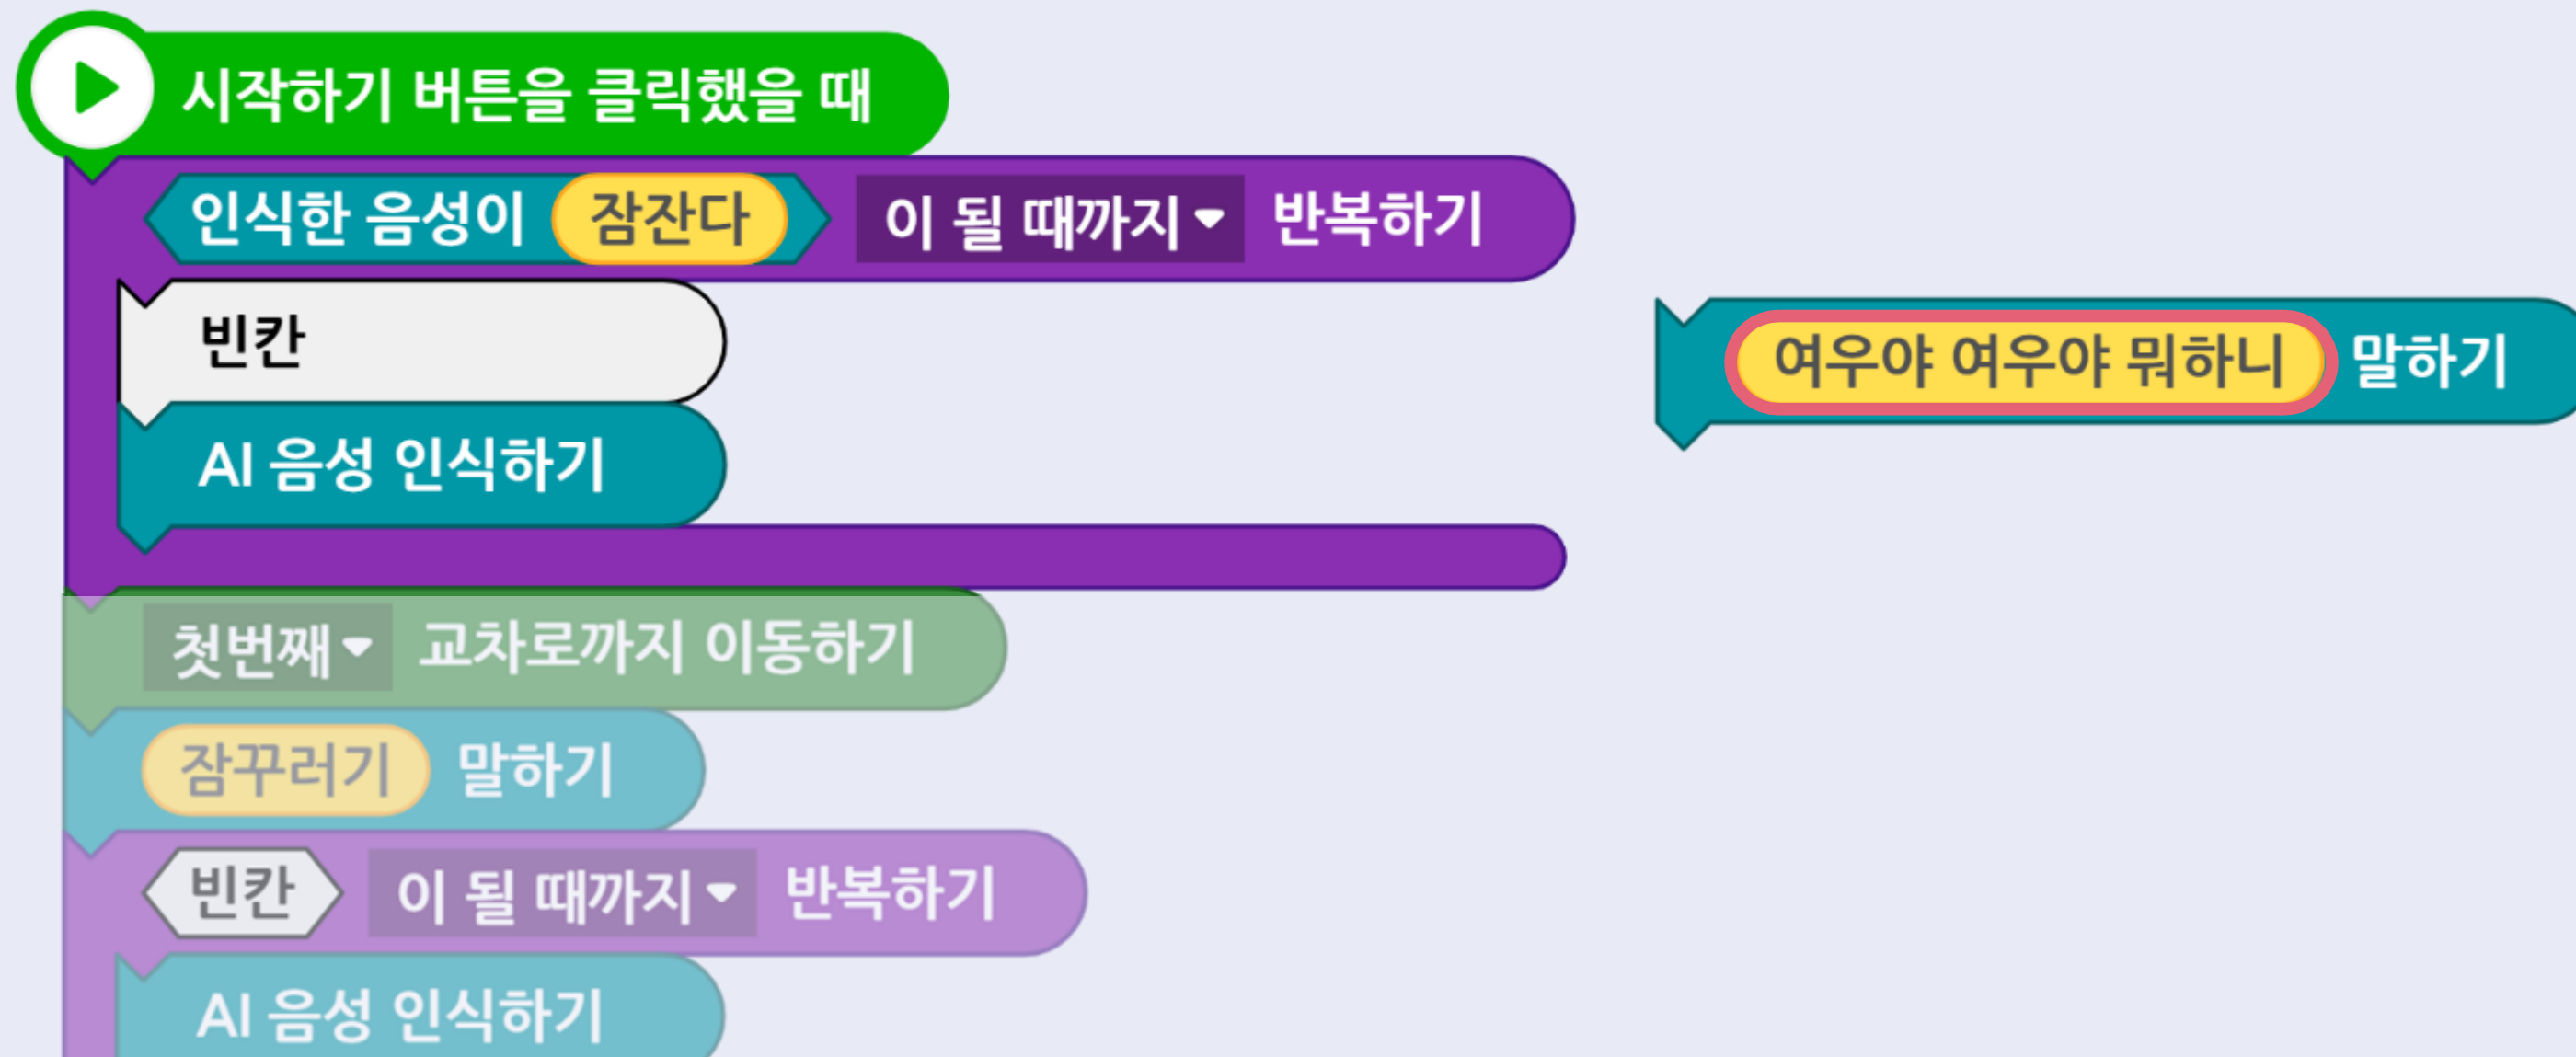 시작하기 버튼을 클릭했을 때
인식한 음성이 잠잔다 이 될 때까지 반복하기
빈칸
여우야 여우야 뭐하니 말하기
AI 음성 인식하기
첫번째 교차로까지 이동하기
잠꾸러기 말하기
빈칸 이 될 때까지 반복하기
AI 음성 인식하기